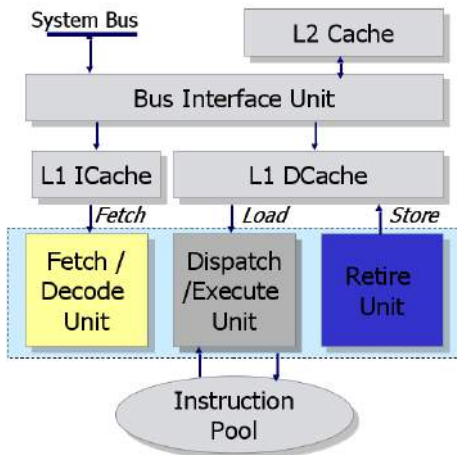 System Bus
L2 Cache
Bus Interface Unit
L1 ICache
L1 DCache
Fetch
Load
Store
Fetch /
Decode
Unit
Dispatch
/Execute
Unit
Retire
Unit
Instruction
Pool